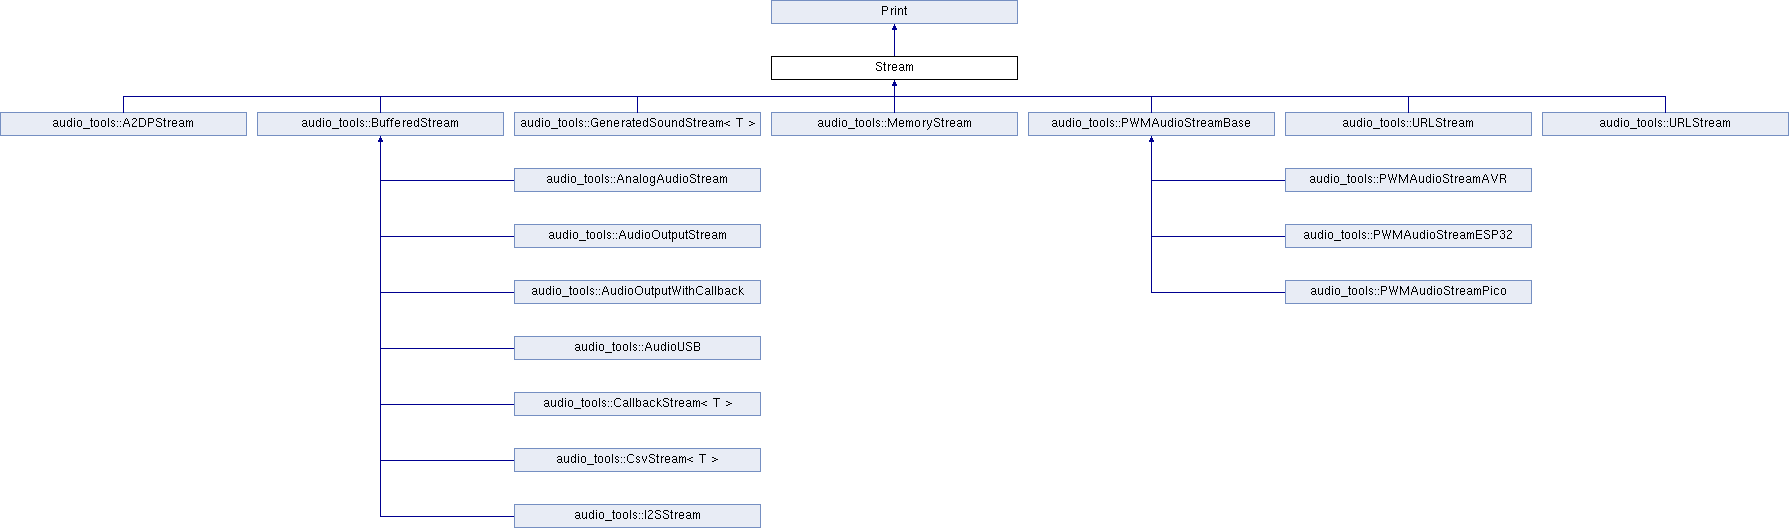 Print
Stream
audio_tools::A2DPStream
audio_tools::BufferedStream
audio_tools::GeneratedSoundStream< T >
audio_tools::MemoryStream
audio_tools::PWMAudioStreamBase
audio_tools::URLStream
audio_tools::URLStream
audio_tools::AnalogAudioStream
audio_tools::PWMAudioStreamAVR
audio_tools::AudioOutputStream
audio_tools::PWMAudioStreamESP32
audio_tools::AudioOutputWithCallback
audio_tools::PWMAudioStreamPico
audio_tools::AudioUSB
audio_tools::CallbackStream< T >
audio_tools::CsvStream< T >
audio_tools::I2SStream